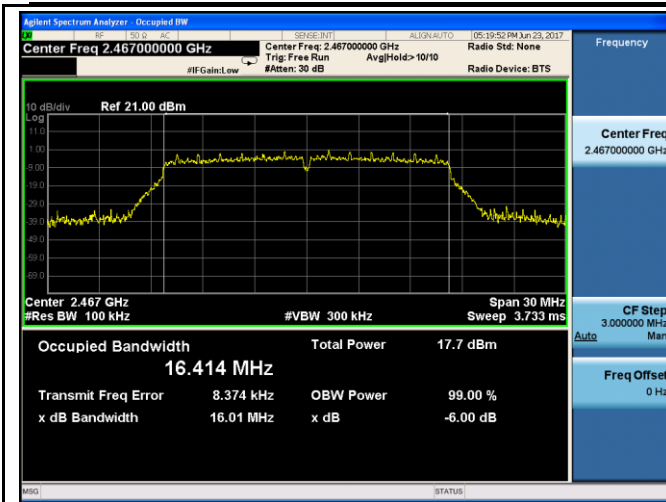 Agilent Spectrum Analyzer - Occupied BW
RF 50 Ω AC SENSE:INT ALIGN AUTO 05:19:52 PM Jun 23, 2017
Center Freq 2.467000000 GHz
Center Freq: 2.467000000 GHz
Radio Std: None
Trig: Free Run Avg|Hold:>10/10
#IFGain:Low
#Atten: 30 dB
Radio Device: BTS
Frequency
10 dB/div Ref 21.00 dBm
Log
11.0
1.00
-9.00
-19.0
-29.0
-39.0
-49.0
-59.0
-69.0
Center Freq
2.467000000 GHz
Center 2.467 GHz
Span 30 MHz
#Res BW 100 kHz
#VBW 300 kHz
Sweep 3.733 ms
CF Step
3.000000 MHz
Auto Man
Occupied Bandwidth
Total Power 17.7 dBm
16.414 MHz
Transmit Freq Error 8.374 kHz
OBW Power 99.00 %
x dB Bandwidth 16.01 MHz
x dB -6.00 dB
Freq Offset
0 Hz
MSG
STATUS